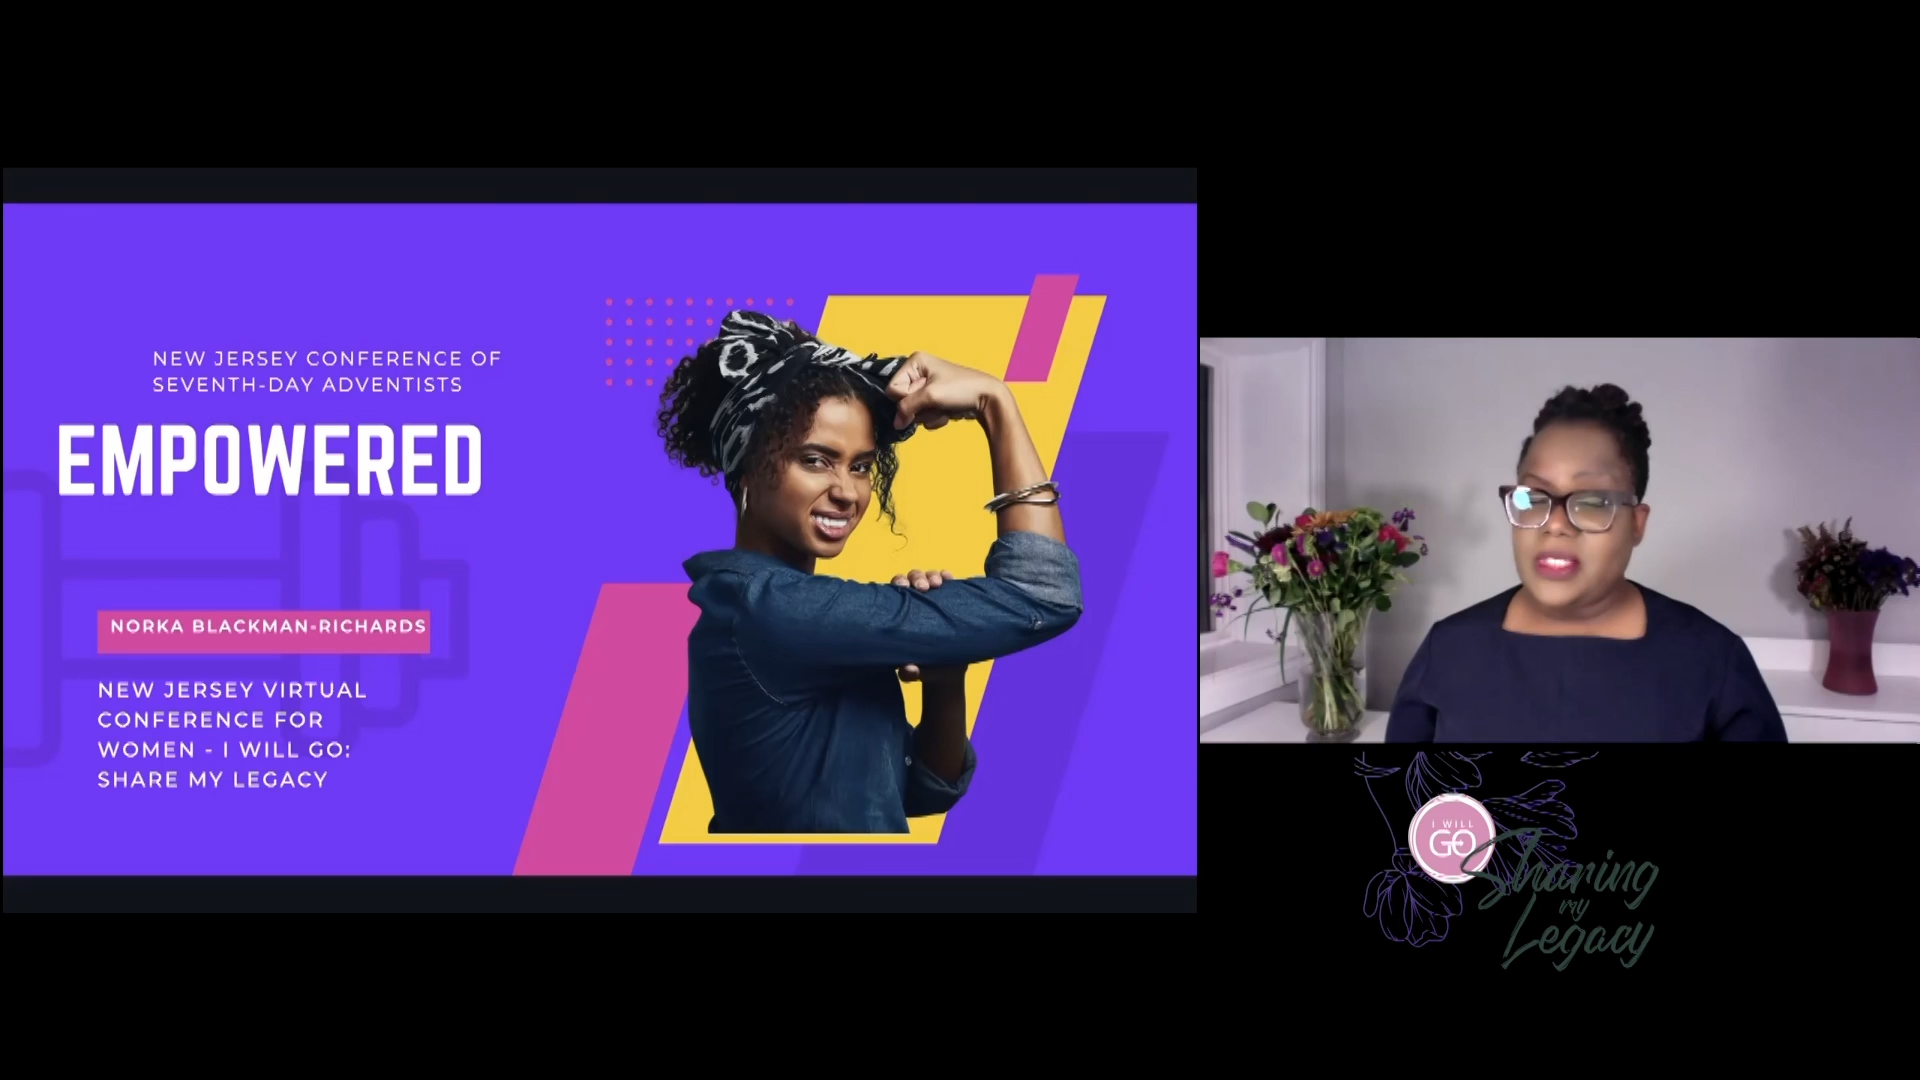 NEW JERSEY CONFERENCE OF
SEVENTH-DAY ADVENTISTS
EMPOWERED
NORKA BLACKMAN-RICHARDS
NEW JERSEY VIRTUAL
CONFERENCE FOR
WOMEN - I WILL GO:
SHARE MY LEGACY
I WILL
GO
Sharing
my
Legacy